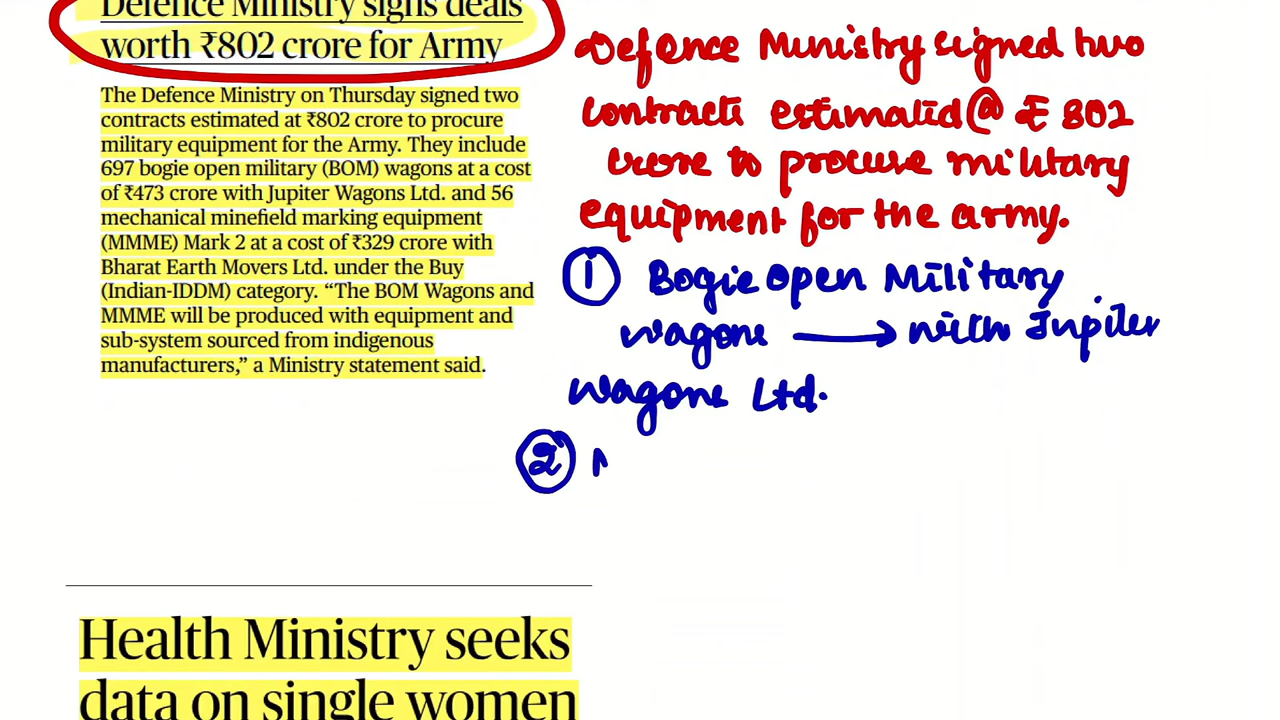 Defence Ministry signs deals
worth ₹802 crore for Army
The Defence Ministry on Thursday signed two
contracts estimated at ₹802 crore to procure
military equipment for the Army. They include
697 bogie open military (BOM) wagons at a cost
of ₹473 crore with Jupiter Wagons Ltd. and 56
mechanical minefield marking equipment
(MMME) Mark 2 at a cost of ₹329 crore with
Bharat Earth Movers Ltd. under the Buy
(Indian-IDDM) category. “The BOM Wagons and
MMME will be produced with equipment and
sub-system sourced from indigenous
manufacturers,” a Ministry statement said.
Defence Ministry signed two
contracts estimated @ ₹ 802
crore to procure military
equipment for the army.
① Bogie Open Military
wagons → with Jupiter
Wagons Ltd.
②
Health Ministry seeks
data on single women